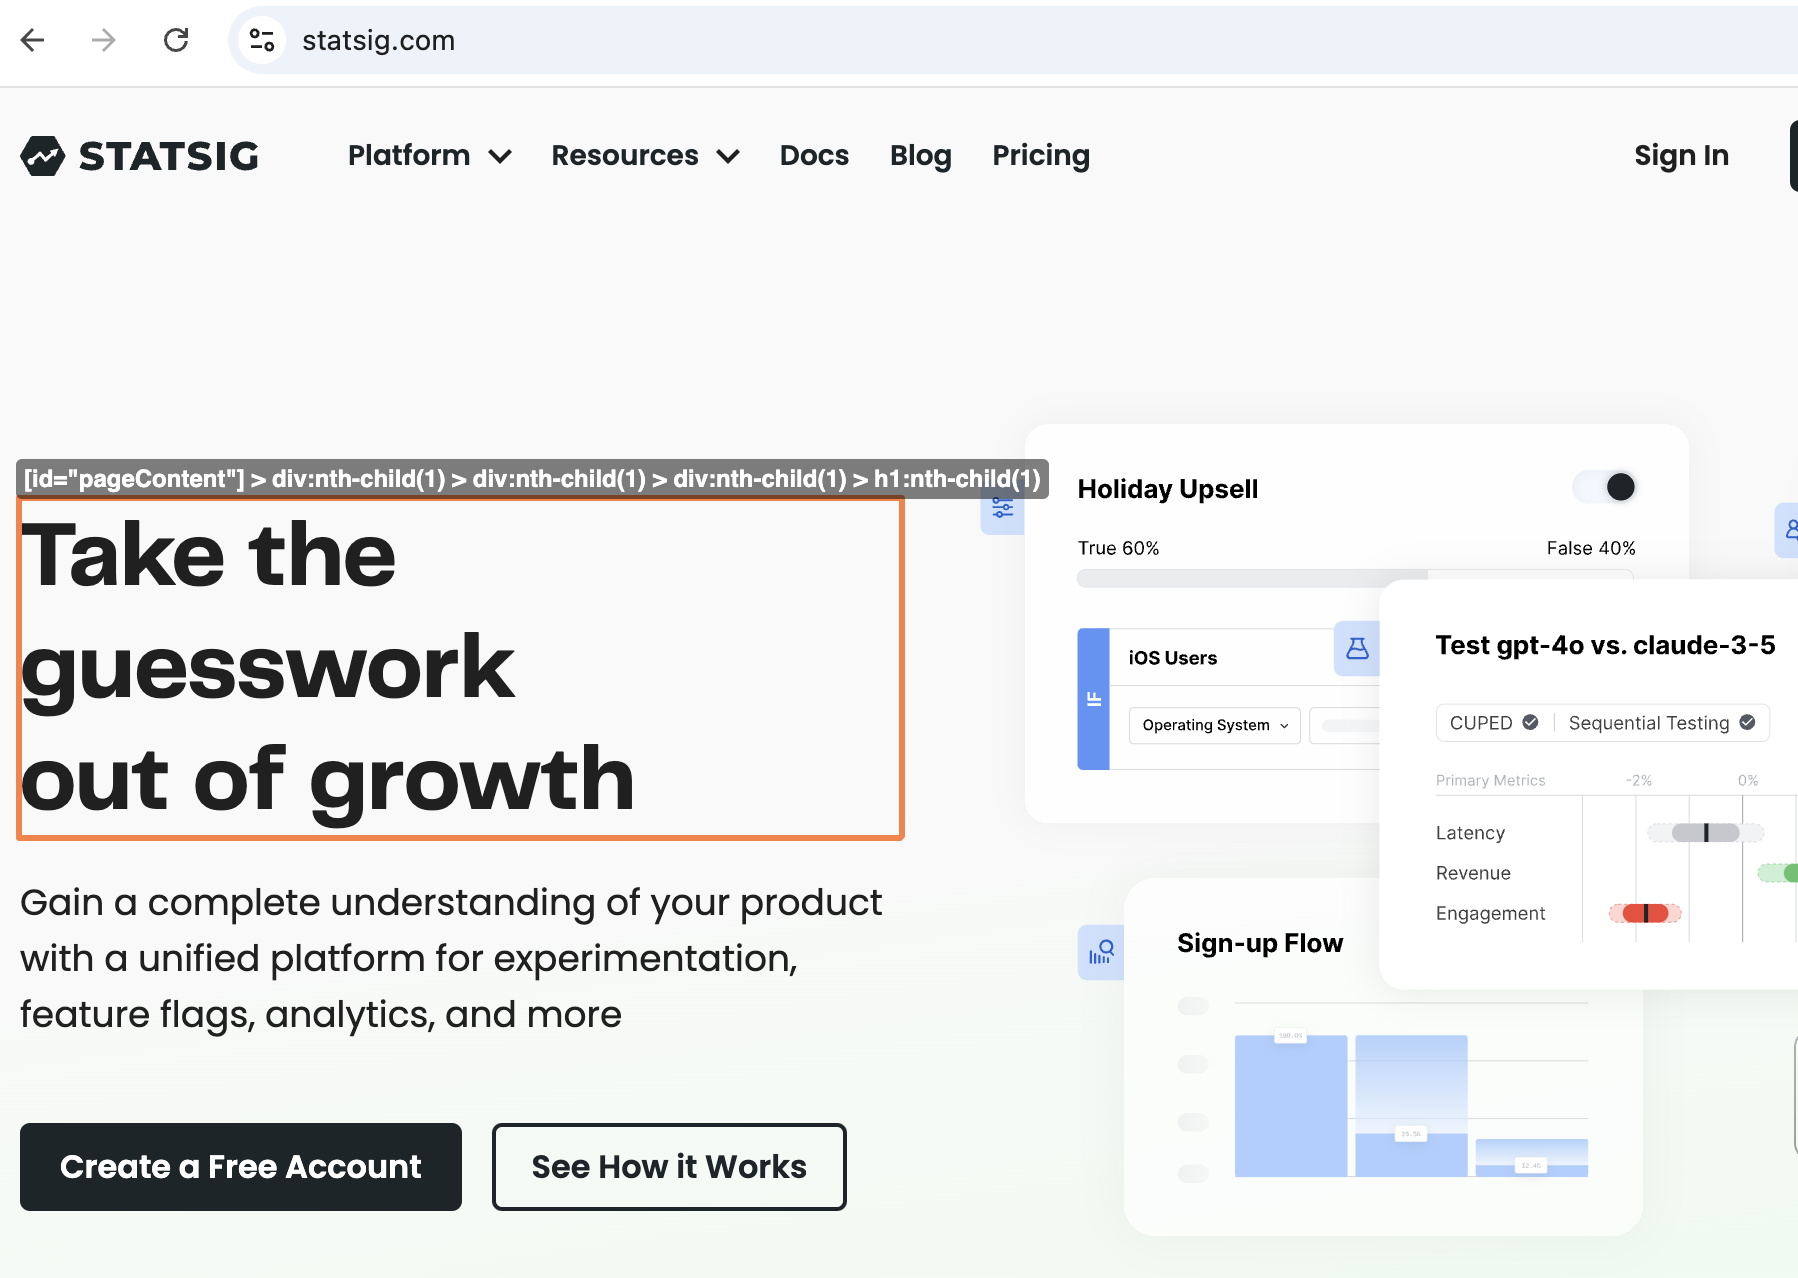 statsig.com
STATSIG
Platform
Resources
Docs
Blog
Pricing
Sign In
[id="pageContent"] > div:nth-child(1) > div:nth-child(1) > div:nth-child(1) > h1:nth-child(1)
Take the
guesswork
out of growth
Gain a complete understanding of your product
with a unified platform for experimentation,
feature flags, analytics, and more
Create a Free Account
See How it Works
Holiday Upsell
True 60%
False 40%
IF
iOS Users
Operating System
Test gpt-4o vs. claude-3-5
CUPED
Sequential Testing
Primary Metrics
-2%
0%
Latency
Revenue
Engagement
Sign-up Flow